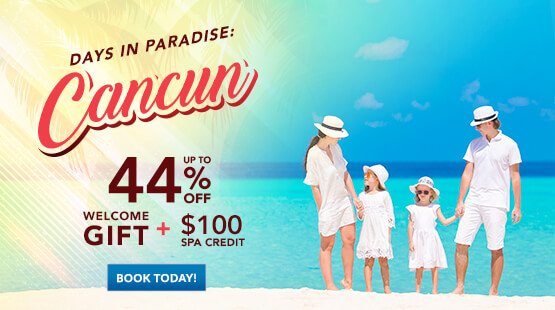 DAYS IN PARADISE:
Cancun
44% UP TO OFF
WELCOME GIFT + $100 SPA CREDIT
BOOK TODAY!